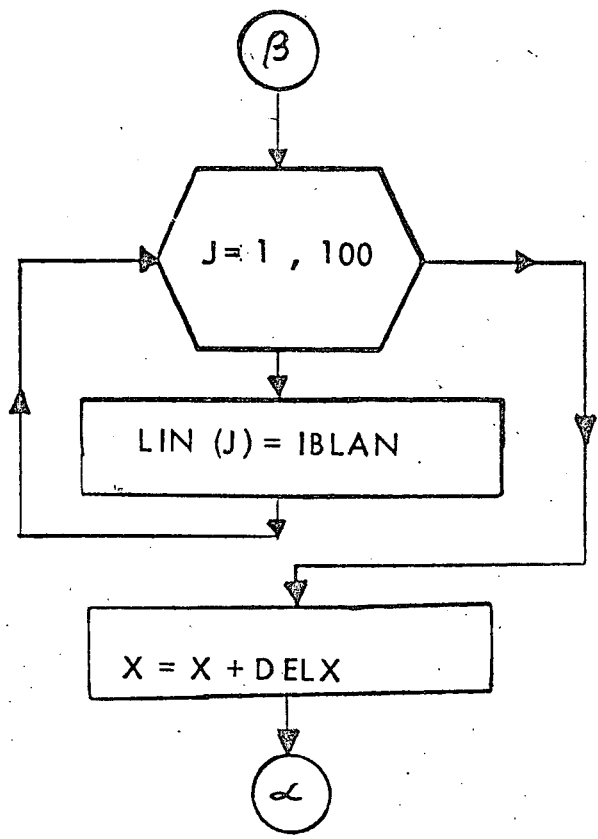 β
J=1 , 100
LIN (J) = IBLAN
X = X + DELX
α